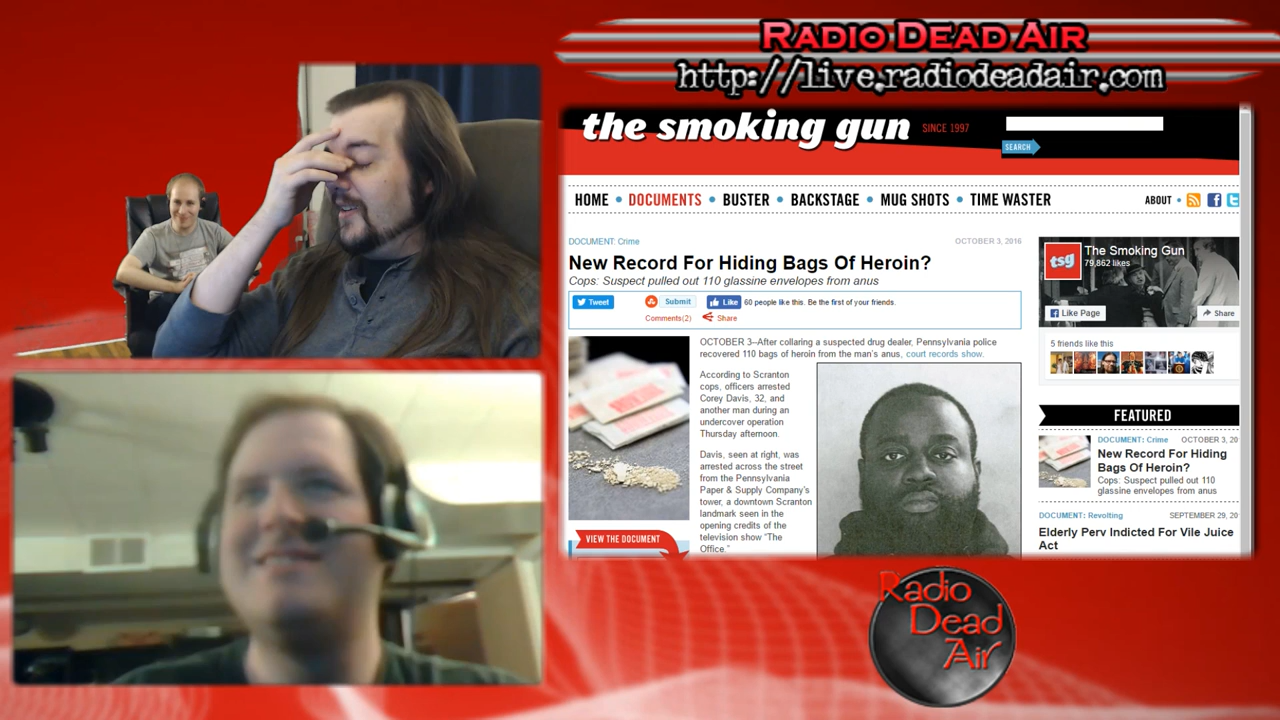 RADIO DEAD AIR
http://live.radiodeadair.com
the smoking gun
SINCE 1997
SEARCH
HOME • DOCUMENTS • BUSTER • BACKSTAGE • MUG SHOTS • TIME WASTER
ABOUT •
DOCUMENT: Crime
OCTOBER 3, 2016
New Record For Hiding Bags Of Heroin?
Cops: Suspect pulled out 110 glassine envelopes from anus
Tweet
Submit
Like
60 people like this. Be the first of your friends.
Comments(2)
Share
OCTOBER 3--After collaring a suspected drug dealer, Pennsylvania police
recovered 110 bags of heroin from the man's anus, court records show.
According to Scranton
cops, officers arrested
Corey Davis, 32, and
another man during an
undercover operation
Thursday afternoon.
Davis, seen at right, was
arrested across the street
from the Pennsylvania
Paper & Supply Company's
tower, a downtown Scranton
landmark seen in the
opening credits of the
television show "The
Office."
VIEW THE DOCUMENT
tsg
The Smoking Gun
79,862 likes
Like Page
Share
5 friends like this
FEATURED
DOCUMENT: Crime
OCTOBER 3, 20
New Record For Hiding
Bags Of Heroin?
Cops: Suspect pulled out 110
glassine envelopes from anus
DOCUMENT: Revolting
SEPTEMBER 29, 20
Elderly Perv Indicted For Vile Juice
Act
Radio
Dead
Air